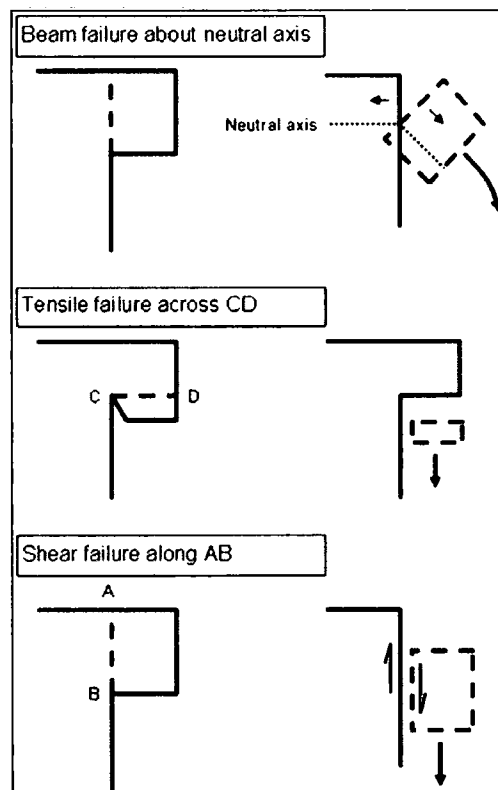 Beam failure about neutral axis
Neutral axis
Tensile failure across CD
C D
Shear failure along AB
A
B